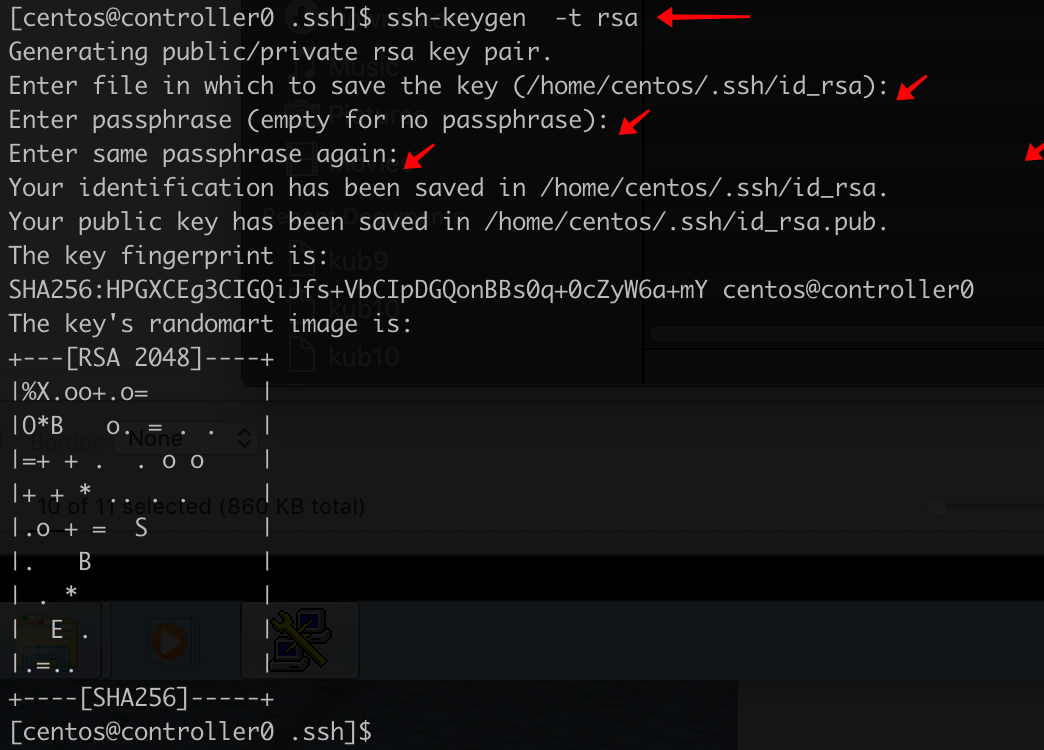 [centos@controller0 .ssh]$ ssh-keygen  -t rsa
Generating public/private rsa key pair.
Enter file in which to save the key (/home/centos/.ssh/id_rsa):
Enter passphrase (empty for no passphrase):
Enter same passphrase again:
Your identification has been saved in /home/centos/.ssh/id_rsa.
Your public key has been saved in /home/centos/.ssh/id_rsa.pub.
The key fingerprint is:
SHA256:HPGXCEg3CIGQiJfs+VbCIpDGQonBBs0q+0cZyW6a+mY centos@controller0
The key's randomart image is:
+---[RSA 2048]----+
|%X.oo+.o=        |
|O*B   o. = . .   |
|=+ + .  . o o    |
|+ + * .. . .     |
|.o + =  S        |
|.   B            |
| . *             |
|  E .            |
|.=..             |
+----[SHA256]-----+
[centos@controller0 .ssh]$
Music
Movies
kub9
kub10
kub10
Border: None
10 of 11 selected (860 KB total)